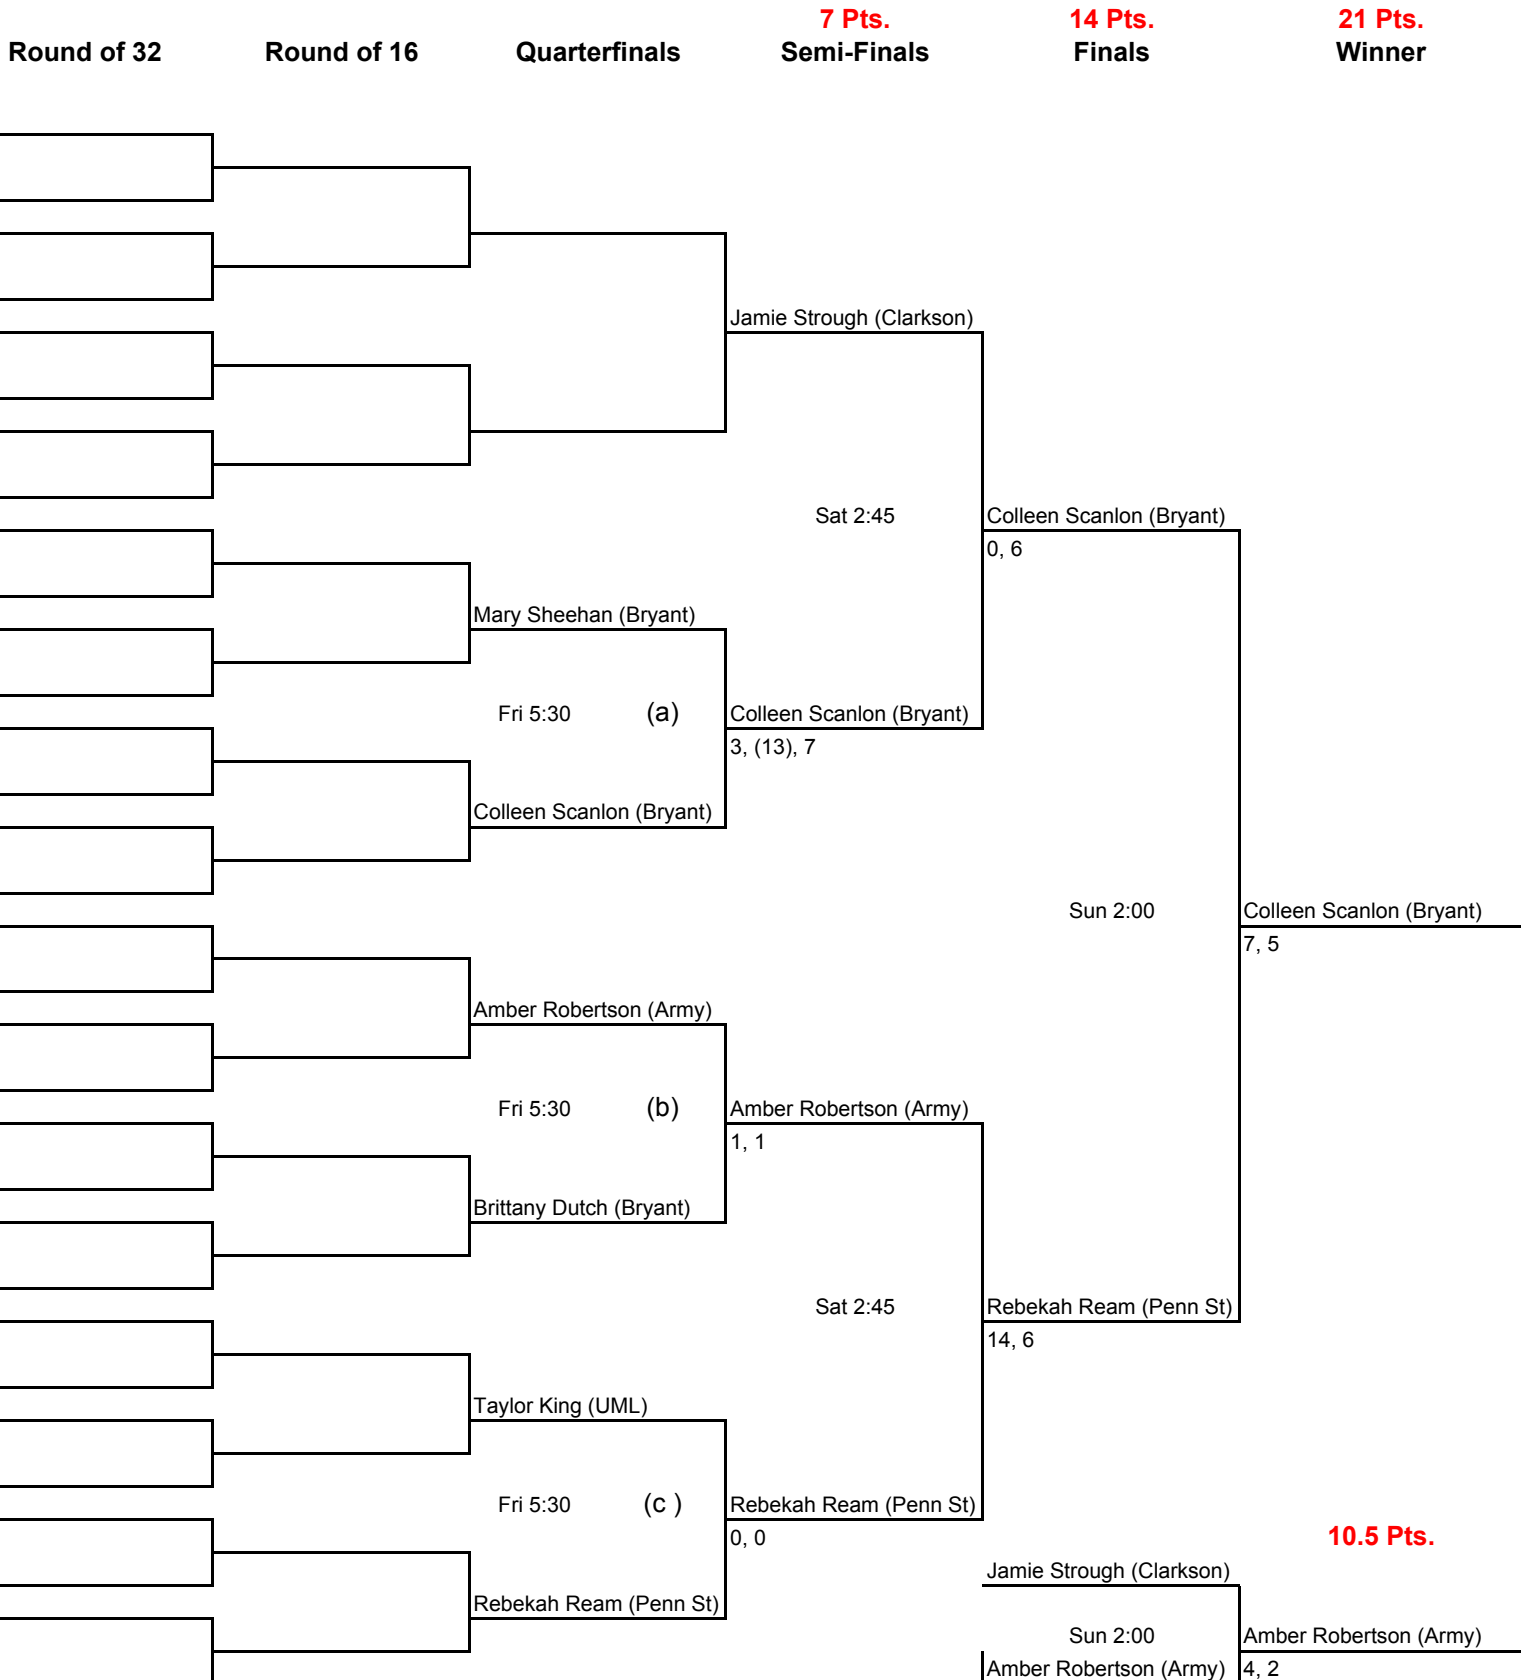 7 Pts. 14 Pts. 21 Pts.
Round of 32 Round of 16 Quarterfinals Semi-Finals Finals Winner
Jamie Strough (Clarkson)
Sat 2:45 Colleen Scanlon (Bryant)
0, 6
Mary Sheehan (Bryant)
Fri 5:30 (a) Colleen Scanlon (Bryant)
3, (13), 7
Colleen Scanlon (Bryant)
Sun 2:00 Colleen Scanlon (Bryant)
7, 5
Amber Robertson (Army)
Fri 5:30 (b) Amber Robertson (Army)
1, 1
Brittany Dutch (Bryant)
Sat 2:45 Rebekah Ream (Penn St)
14, 6
Taylor King (UML)
Fri 5:30 (c ) Rebekah Ream (Penn St)
0, 0 10.5 Pts.
Jamie Strough (Clarkson)
Rebekah Ream (Penn St)
Sun 2:00 Amber Robertson (Army)
Amber Robertson (Army) 4, 2